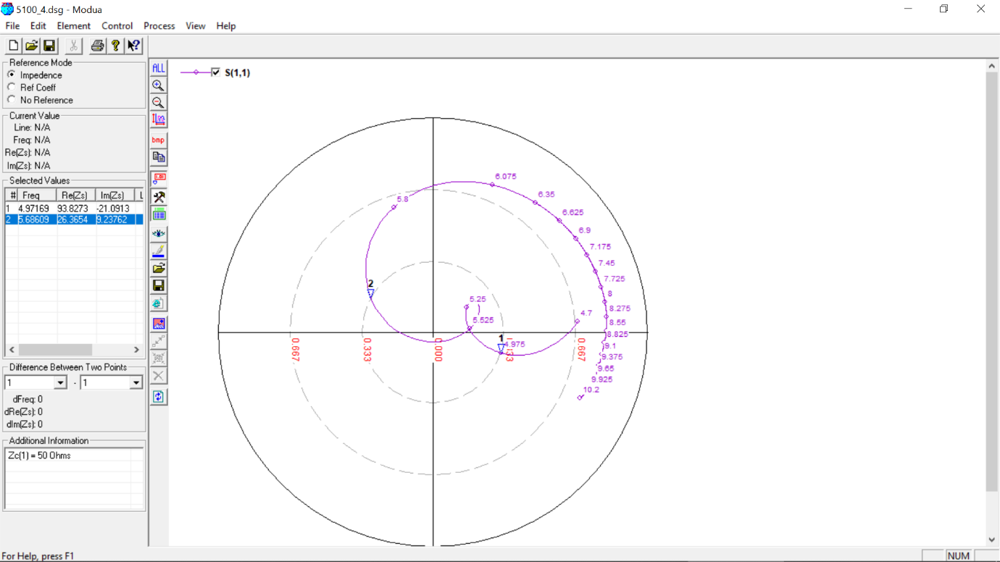 5100_4.dsg - Modua
File Edit Element Control Process View Help
Reference Mode
Impedence
Ref Coeff
No Reference
Current Value
Line: N/A
Freq: N/A
Re(Zs): N/A
Im(Zs): N/A
Selected Values
# Freq Re(Zs) Im(Zs) L
1 4.97169 93.8273 -21.0913
2 5.68609 26.3654 9.23762
Difference Between Two Points
1 - 1
dFreq: 0
dRe(Zs): 0
dIm(Zs): 0
Additional Information
Zc(1) = 50 Ohms
ALL
bmp
S(1,1)
6.075
5.8
6.35
6.625
6.9
7.175
7.45
7.725
2
8
5.25
8.275
4.7
5.525
8.55
8.825
1
4.975
9.1
0.667
0.333
0.000
0.667
9.375
9.65
9.925
10.2
For Help, press F1
NUM